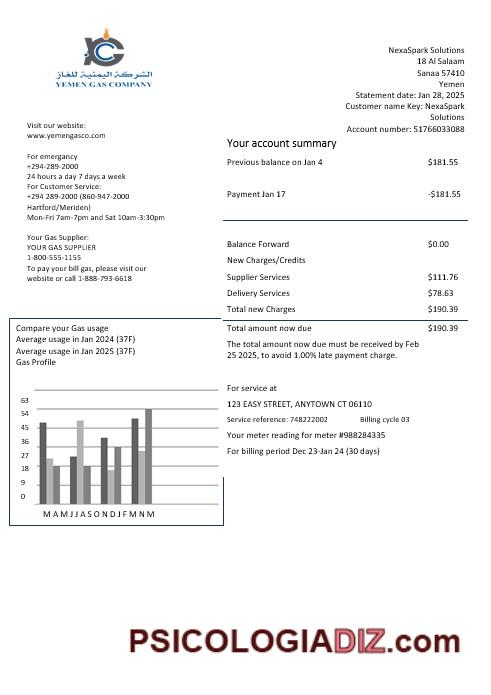 الشركة اليمنية للغاز
YEMEN GAS COMPANY
NexaSpark Solutions
18 Al Salaam
Sanaa 57410
Yemen
Statement date: Jan 28, 2025
Customer name Key: NexaSpark
Solutions
Account number: 51766033088
Visit our website:
www.yemengasco.com
For emergancy
+294-289-2000
24 hours a day 7 days a week
For Customer Service:
+294 289-2000 (860-947-2000
Hartford/Meriden)
Mon-Fri 7am-7pm and Sat 10am-3:30pm
Your Gas Supplier:
YOUR GAS SUPPLIER
1-800-555-1155
To pay your bill gas, please visit our
website or call 1-888-793-6618
Your account summary
Previous balance on Jan 4 $181.55
Payment Jan 17 -$181.55
Balance Forward $0.00
New Charges/Credits
Supplier Services $111.76
Delivery Services $78.63
Total new Charges $190.39
Total amount now due $190.39
The total amount now due must be received by Feb
25 2025, to avoid 1.00% late payment charge.
Compare your Gas usage
Average usage in Jan 2024 (37F)
Average usage in Jan 2025 (37F)
Gas Profile
63
54
45
36
27
18
9
0
M A M J J A S O N D J F M N M
For service at
123 EASY STREET, ANYTOWN CT 06110
Service reference: 748222002 Billing cycle 03
Your meter reading for meter #988284335
For billing period Dec 23-Jan 24 (30 days)
PSICOLOGIADIZ.com